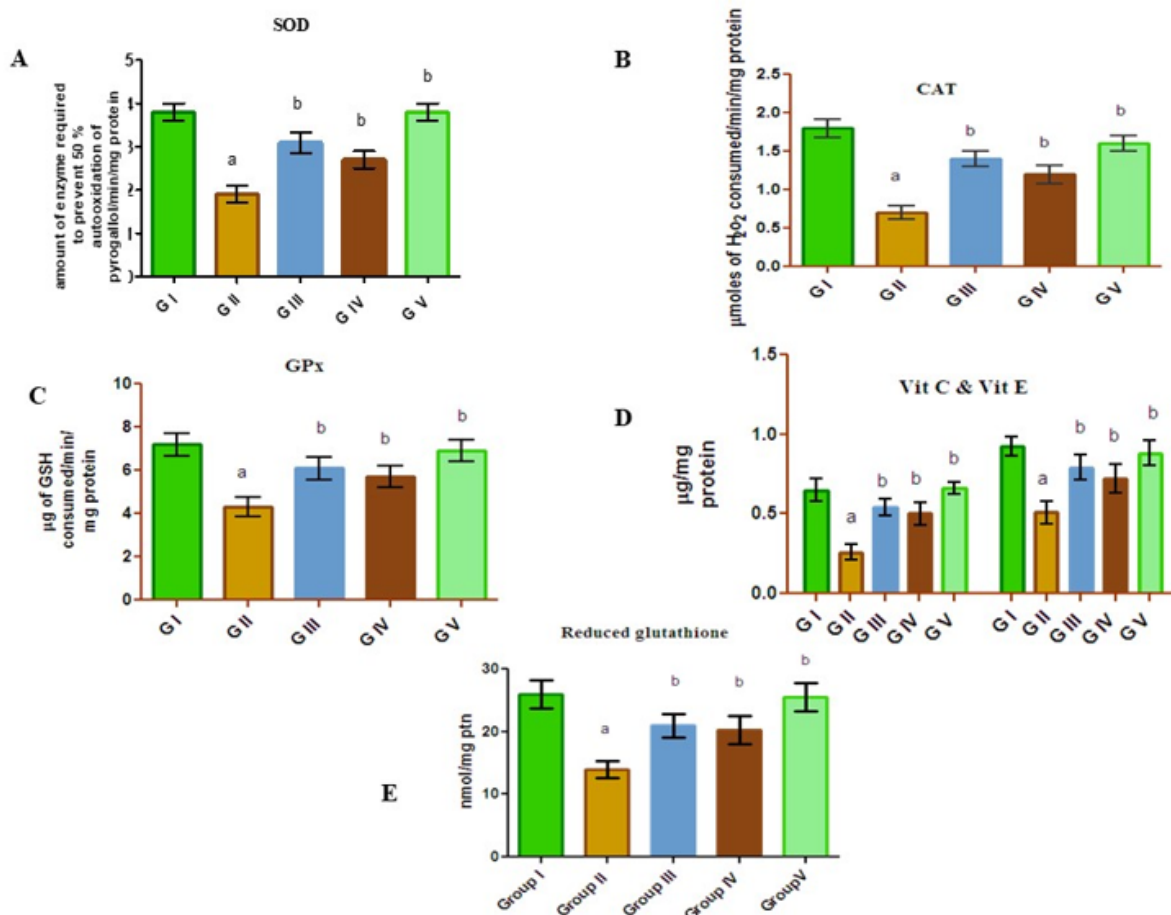 A
SOD
amount of enzyme required
to prevent 50 %
autooxidation of
pyrogallol/min/mg protein
5
4
3
2
1
0
a
b
b
b
G I
G II
G III
G IV
G V
B
CAT
µmoles of H2O2 consumed/min/mg protein
2.5
2.0
1.5
1.0
0.5
0.0
a
b
b
b
G I
G II
G III
G IV
G V
C
GPx
µg of GSH
consumed/min/
mg protein
10
8
6
4
2
0
a
b
b
b
G I
G II
G III
G IV
G V
D
Vit C & Vit E
µg/mg
protein
1.5
1.0
0.5
0.0
a
b
b
b
a
b
b
b
G I
G II
G III
G IV
G V
G I
G II
G III
G IV
G V
E
Reduced glutathione
nmol/mg ptn
30
20
10
0
a
b
b
b
Group I
Group II
Group III
Group IV
GroupV